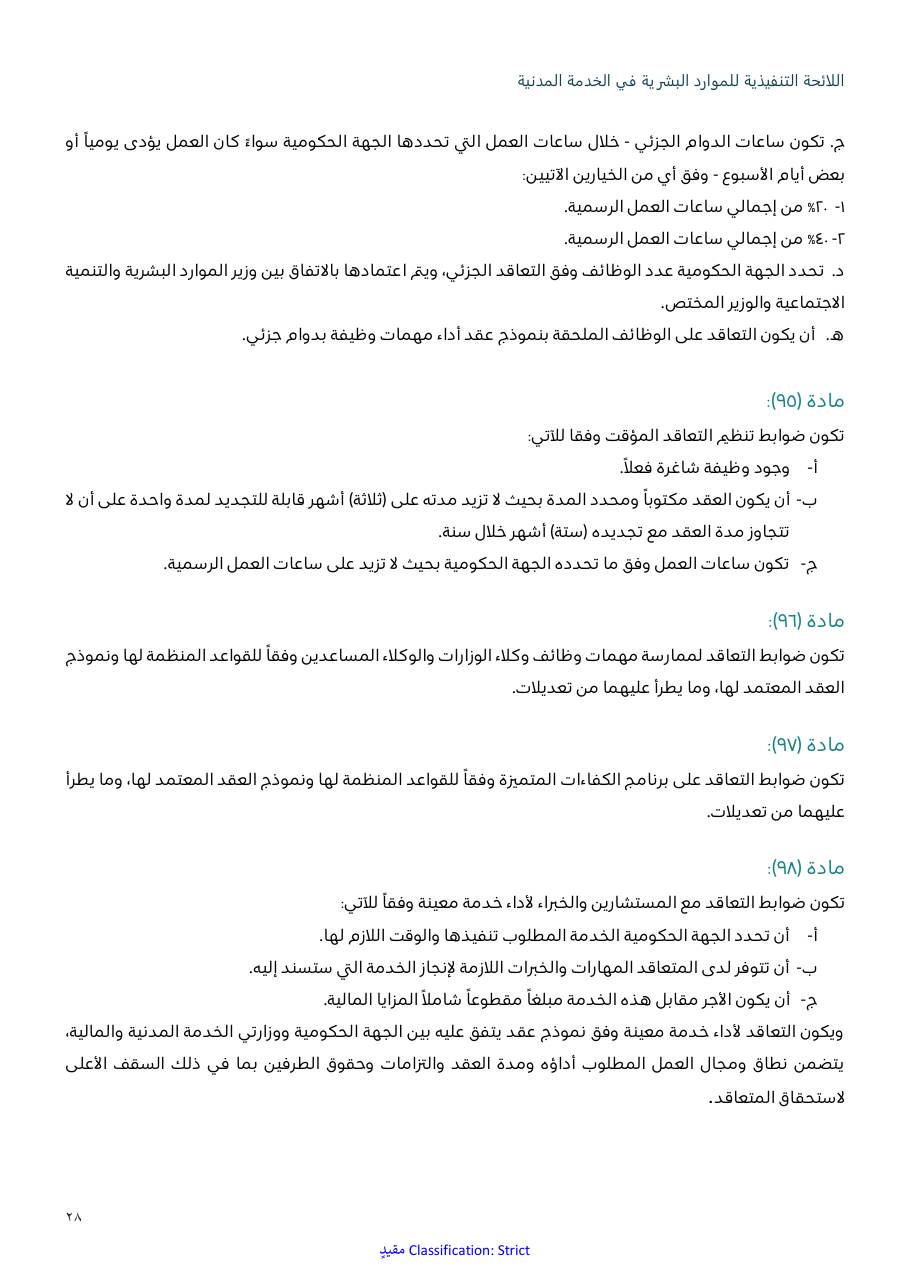 اللائحة التنفيذية للموارد البشرية في الخدمة المدنية
ج. تكون ساعات الدوام الجزئي - خلال ساعات العمل التي تحددها الجهة الحكومية سواءً كان العمل يؤدى يومياً أو
بعض أيام الأسبوع - وفق أي من الخيارين الآتيين:
١- ٢٠% من إجمالي ساعات العمل الرسمية.
٢-٤٠% من إجمالي ساعات العمل الرسمية.
د. تحدد الجهة الحكومية عدد الوظائف وفق التعاقد الجزئي، ويتم اعتمادها بالاتفاق بين وزير الموارد البشرية والتنمية
الاجتماعية والوزير المختص.
هـ. أن يكون التعاقد على الوظائف الملحقة بنموذج عقد أداء مهمات وظيفة بدوام جزئي.
مادة (٩٥):
تكون ضوابط تنظيم التعاقد المؤقت وفقا للآتي:
أ- وجود وظيفة شاغرة فعلاً.
ب- أن يكون العقد مكتوباً ومحدد المدة بحيث لا تزيد مدته على (ثلاثة) أشهر قابلة للتجديد لمدة واحدة على أن لا
تتجاوز مدة العقد مع تجديده (ستة) أشهر خلال سنة.
ج- تكون ساعات العمل وفق ما تحدده الجهة الحكومية بحيث لا تزيد على ساعات العمل الرسمية.
مادة (٩٦):
تكون ضوابط التعاقد لممارسة مهمات وظائف وكلاء الوزارات والوكلاء المساعدين وفقاً للقواعد المنظمة لها ونموذج
العقد المعتمد لها، وما يطرأ عليهما من تعديلات.
مادة (٩٧):
تكون ضوابط التعاقد على برنامج الكفاءات المتميزة وفقاً للقواعد المنظمة لها ونموذج العقد المعتمد لها، وما يطرأ
عليهما من تعديلات.
مادة (٩٨):
تكون ضوابط التعاقد مع المستشارين والخبراء لأداء خدمة معينة وفقاً للآتي:
أ- أن تحدد الجهة الحكومية الخدمة المطلوب تنفيذها والوقت اللازم لها.
ب- أن تتوفر لدى المتعاقد المهارات والخبرات اللازمة لإنجاز الخدمة التي ستسند إليه.
ج- أن يكون الأجر مقابل هذه الخدمة مبلغاً مقطوعاً شاملاً المزايا المالية.
ويكون التعاقد لأداء خدمة معينة وفق نموذج عقد يتفق عليه بين الجهة الحكومية ووزارتي الخدمة المدنية والمالية،
يتضمن نطاق ومجال العمل المطلوب أداؤه ومدة العقد والتزامات وحقوق الطرفين بما في ذلك السقف الأعلى
لاستحقاق المتعاقد.
٢٨
Classification: Strict مقيدٍ